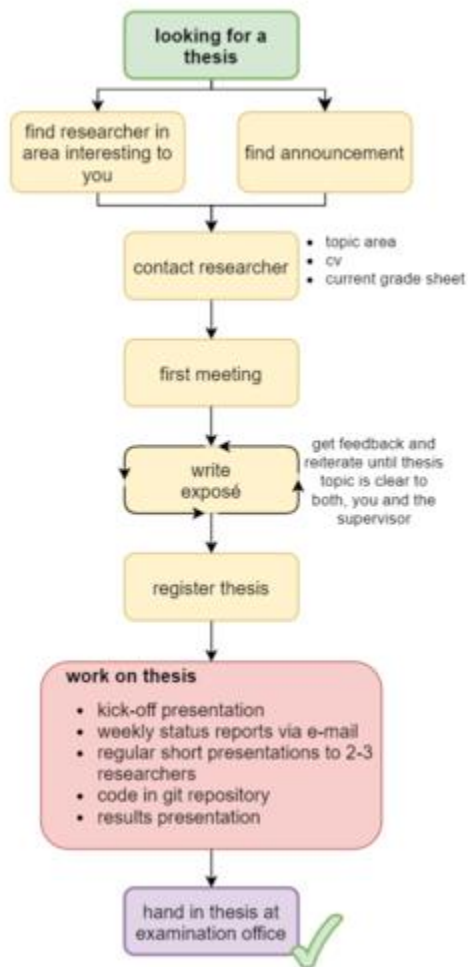 looking for a
thesis
find researcher in
area interesting to
you
find announcement
contact researcher
• topic area
• cv
• current grade sheet
first meeting
write
exposé
get feedback and
reiterate until thesis
topic is clear to
both, you and the
supervisor
register thesis
work on thesis
• kick-off presentation
• weekly status reports via e-mail
• regular short presentations to 2-3
researchers
• code in git repository
• results presentation
hand in thesis at
examination office